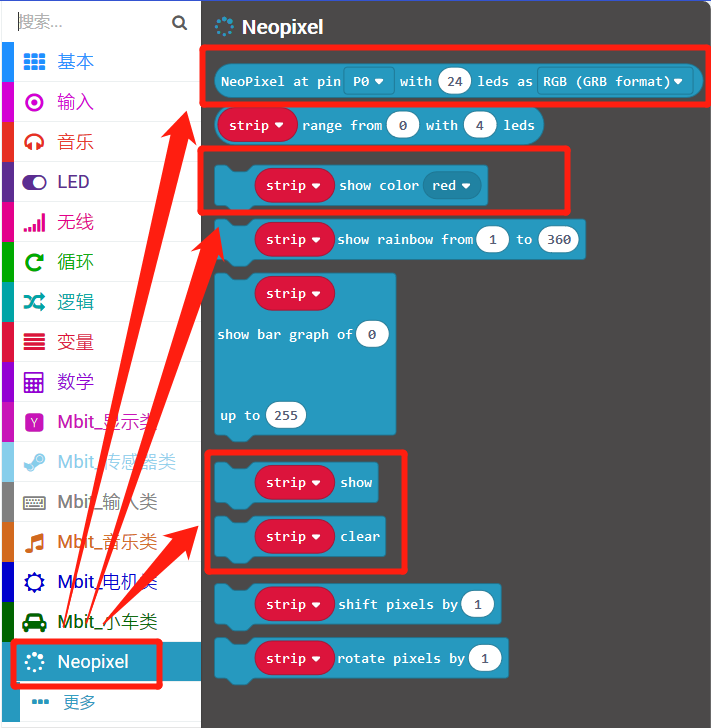 搜索...
基本
输入
音乐
LED
无线
循环
逻辑
变量
数学
Mbit_显示类
Mbit_传感器类
Mbit_输入类
Mbit_音乐类
Mbit_电机类
Mbit_小车类
Neopixel
更多
Neopixel
NeoPixel at pin P0 with 24 leds as RGB (GRB format)
strip range from 0 with 4 leds
strip show color red
strip show rainbow from 1 to 360
strip
show bar graph of 0
up to 255
strip show
strip clear
strip shift pixels by 1
strip rotate pixels by 1